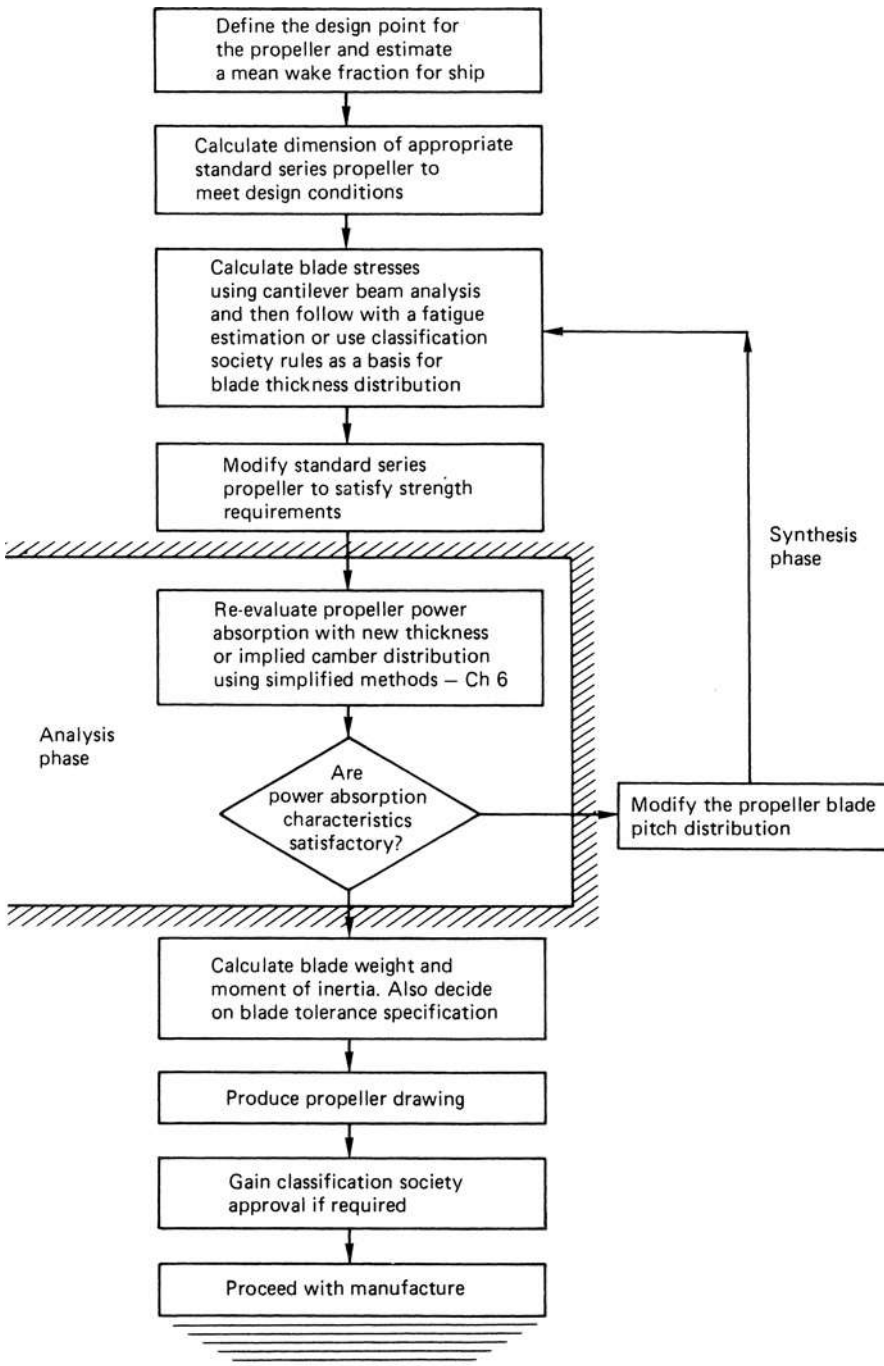 Define the design point for
the propeller and estimate
a mean wake fraction for ship
Calculate dimension of appropriate
standard series propeller to
meet design conditions
Calculate blade stresses
using cantilever beam analysis
and then follow with a fatigue
estimation or use classification
society rules as a basis for
blade thickness distribution
Modify standard series
propeller to satisfy strength
requirements
Synthesis
phase
Re-evaluate propeller power
absorption with new thickness
or implied camber distribution
using simplified methods – Ch 6
Analysis
phase
Are
power absorption
characteristics
satisfactory?
Modify the propeller blade
pitch distribution
Calculate blade weight and
moment of inertia. Also decide
on blade tolerance specification
Produce propeller drawing
Gain classification society
approval if required
Proceed with manufacture